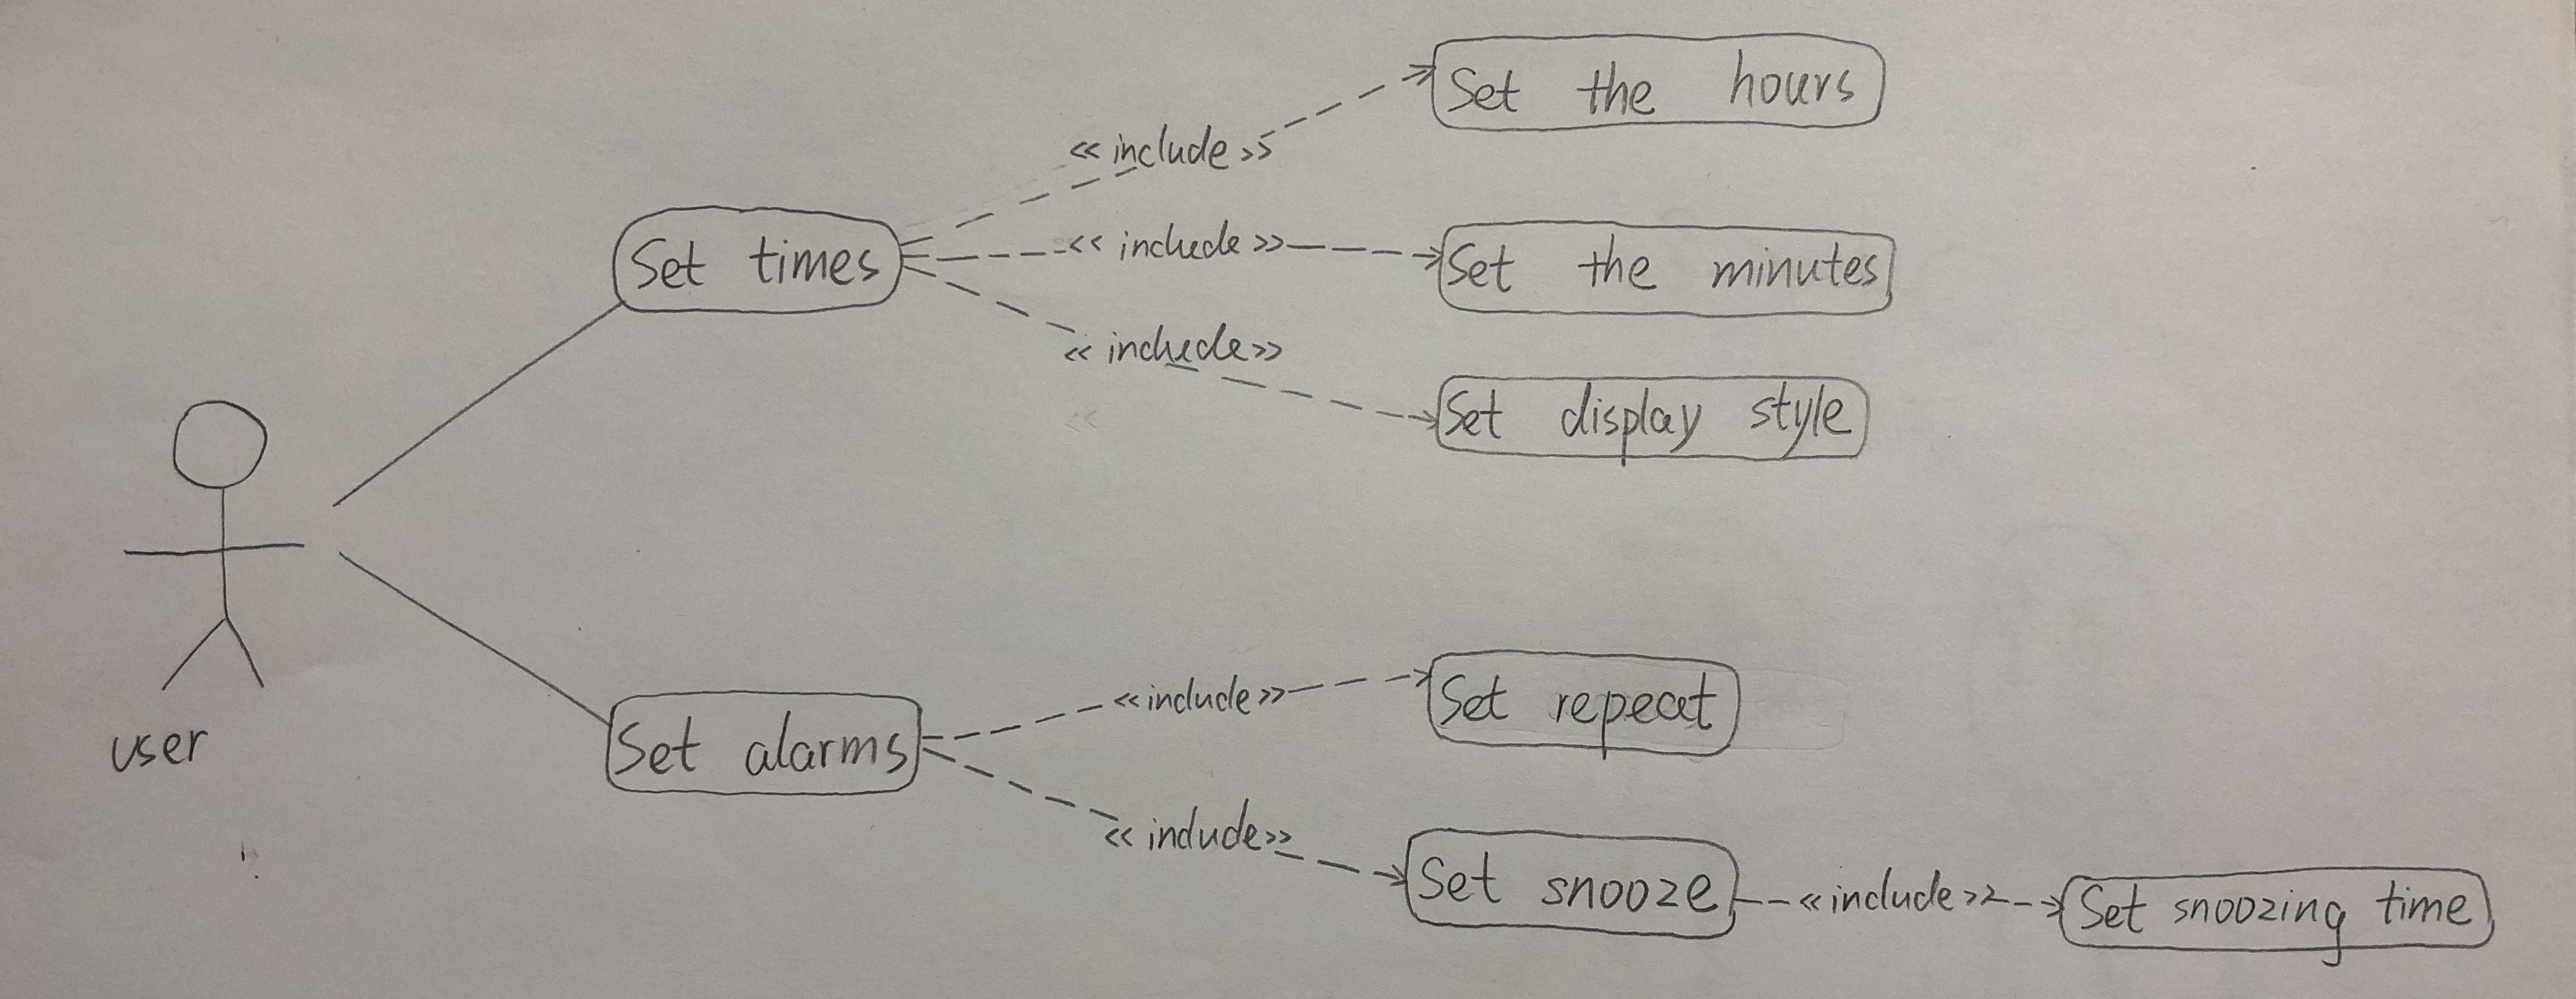 Set the hours
<< include >>
Set times
<< include >>
Set the minutes
<< include >>
Set display style
<<
user
Set alarms
<< include >>
Set repeat
<< include >>
Set snooze
<< include >>
Set snoozing time